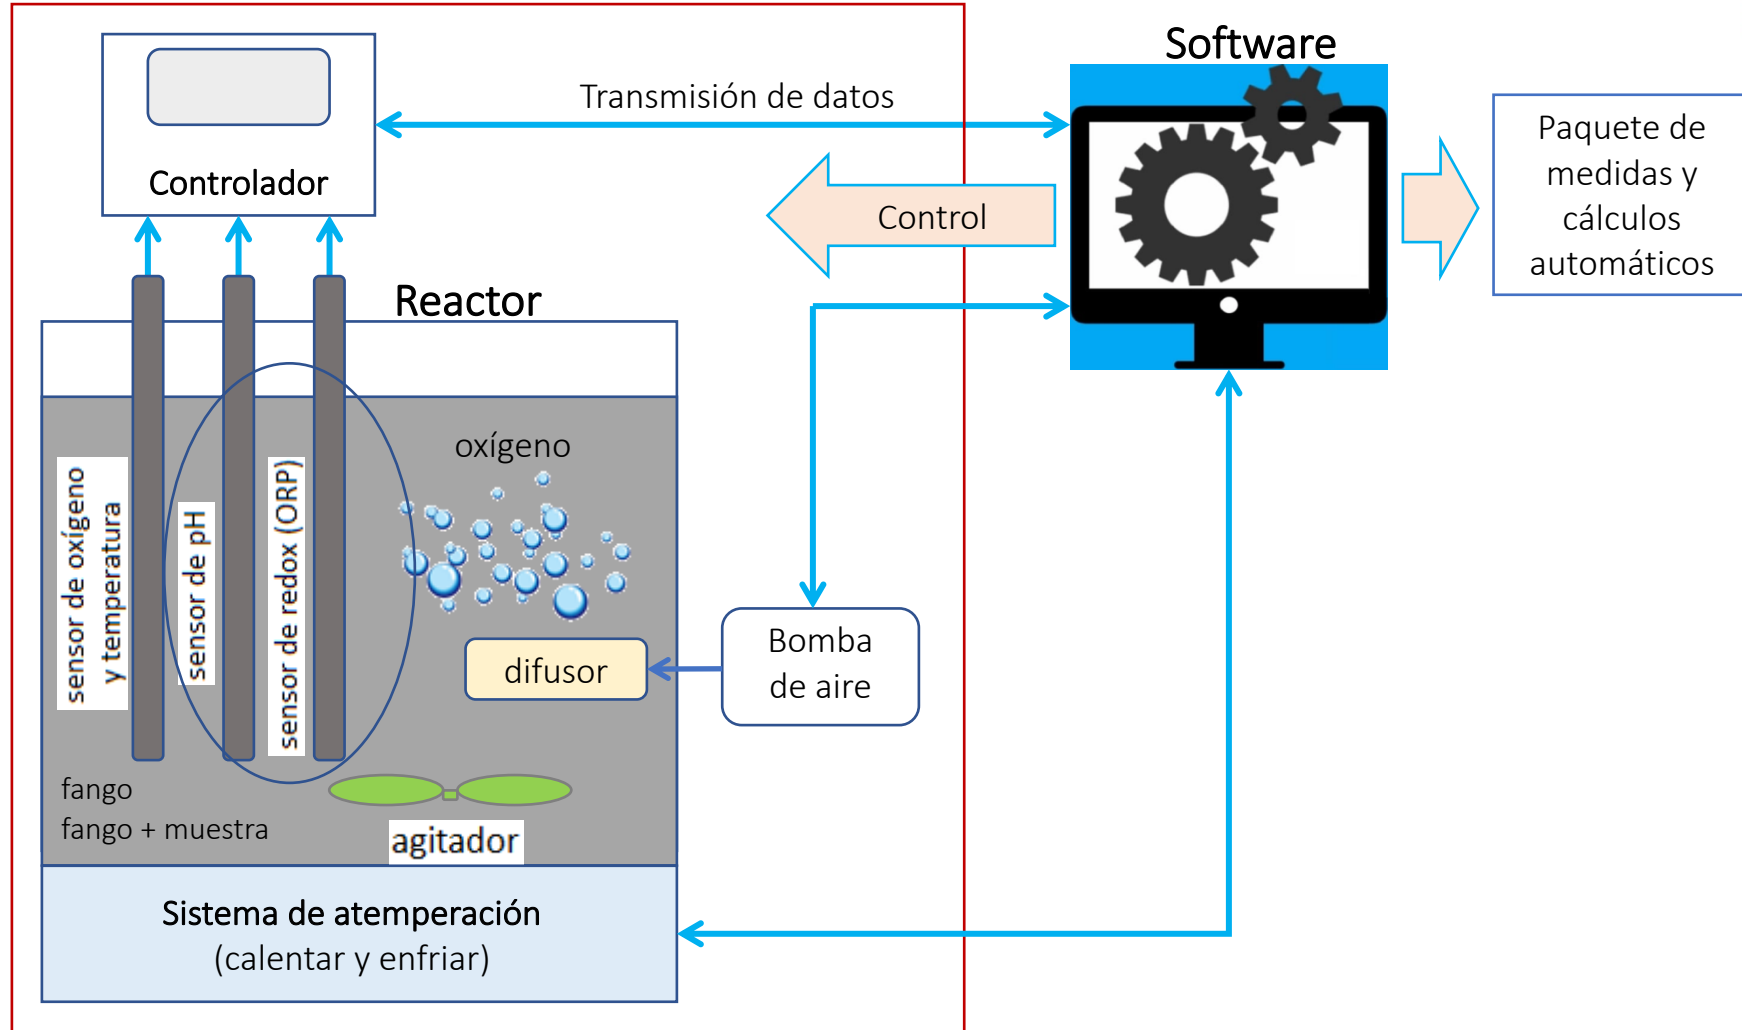 Software
Transmisión de datos
Controlador
Control
Paquete de
medidas y
cálculos
automáticos
Reactor
oxígeno
sensor de oxígeno
y temperatura
sensor de pH
sensor de redox (ORP)
difusor
Bomba
de aire
fango
fango + muestra
agitador
Sistema de atemperación
(calentar y enfriar)